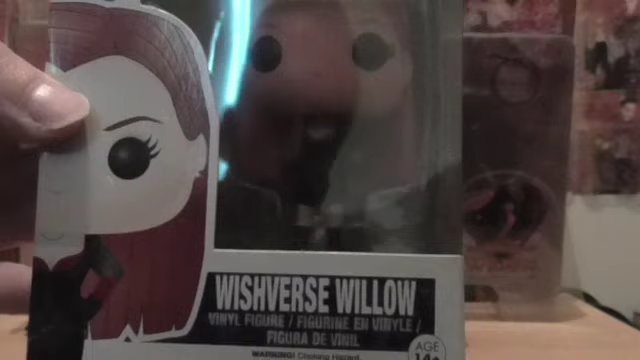 WISHVERSE WILLOW
VINYL FIGURE / FIGURINE EN VINYLE /
FIGURA DE VINIL
WARNING: Choking Hazard.
AGE
14+